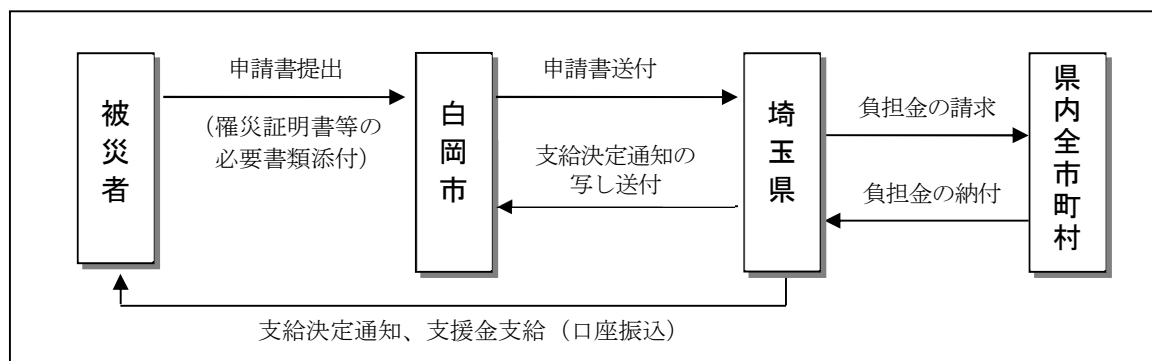 被災者
申請書提出
（罹災証明書等の
必要書類添付）
白岡市
申請書送付
支給決定通知の
写し送付
埼玉県
負担金の請求
負担金の納付
県内全市町村
支給決定通知、支援金支給（口座振込）